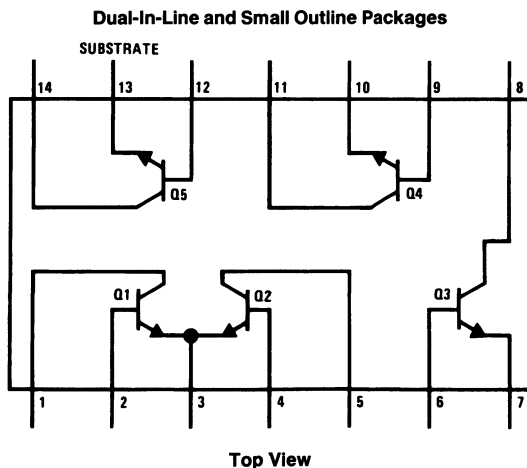 Dual-In-Line and Small Outline Packages
SUBSTRATE
14 13 12 11 10 9 8
Q5 Q4
Q1 Q2 Q3
1 2 3 4 5 6 7
Top View